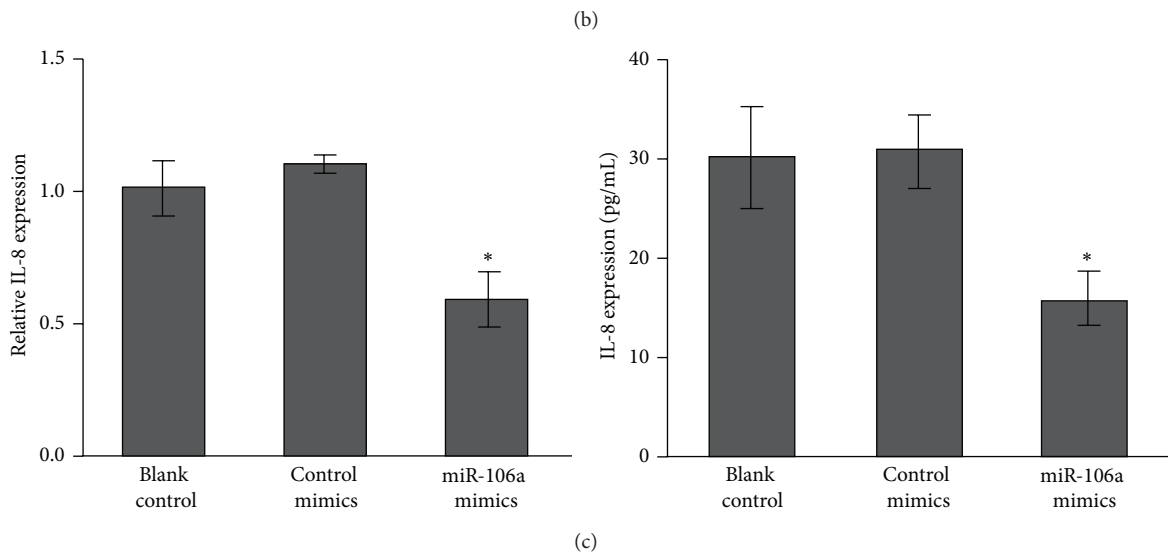 (b)
Relative IL-8 expression
1.5
1.0
0.5
0.0
*
Blank
control
Control
mimics
miR-106a
mimics
IL-8 expression (pg/mL)
40
30
20
10
0
*
Blank
control
Control
mimics
miR-106a
mimics
(c)